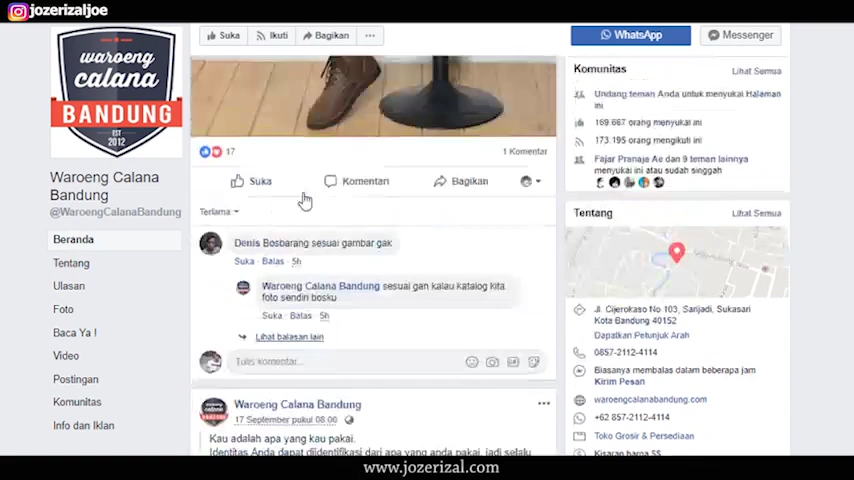 jozerizaljoe
waroeng
calana
BANDUNG
EST
2012
Waroeng Calana
Bandung
@WaroengCalanaBandung
Beranda
Tentang
Ulasan
Foto
Baca Ya !
Video
Postingan
Komunitas
Info dan Iklan
Suka
Ikuti
Bagikan
17
1 Komentar
Suka
Komentari
Bagikan
Terlama
Denis Bosbarang sesuai gambar gak
Suka · Balas · 5h
Waroeng Calana Bandung sesuai gan kalau katalog kita
foto sendiri bosku
Suka · Balas · 5h
Lihat balasan lain
Tulis komentar...
Waroeng Calana Bandung
17 September pukul 08.00
Kau adalah apa yang kau pakai.
Identitas Anda dapat diidentifikasi dari apa yang anda pakai, jadi selalu
WhatsApp
Messenger
Komunitas
Lihat Semua
Undang teman Anda untuk menyukai Halaman
ini
169.667 orang menyukai ini
173.195 orang mengikuti ini
Fajar Pranaja Ae dan 9 teman lainnya
menyukai ini atau sudah singgah
Tentang
Lihat Semua
Jl. Cijerokaso No 103, Sarijadi, Sukasari
Kota Bandung 40152
Dapatkan Petunjuk Arah
0857-2112-4114
Biasanya membalas dalam beberapa jam
Kirim Pesan
waroengcalanabandung.com
+62 857-2112-4114
Toko Grosir & Persediaan
Kisaran harga $$
www.jozerizal.com